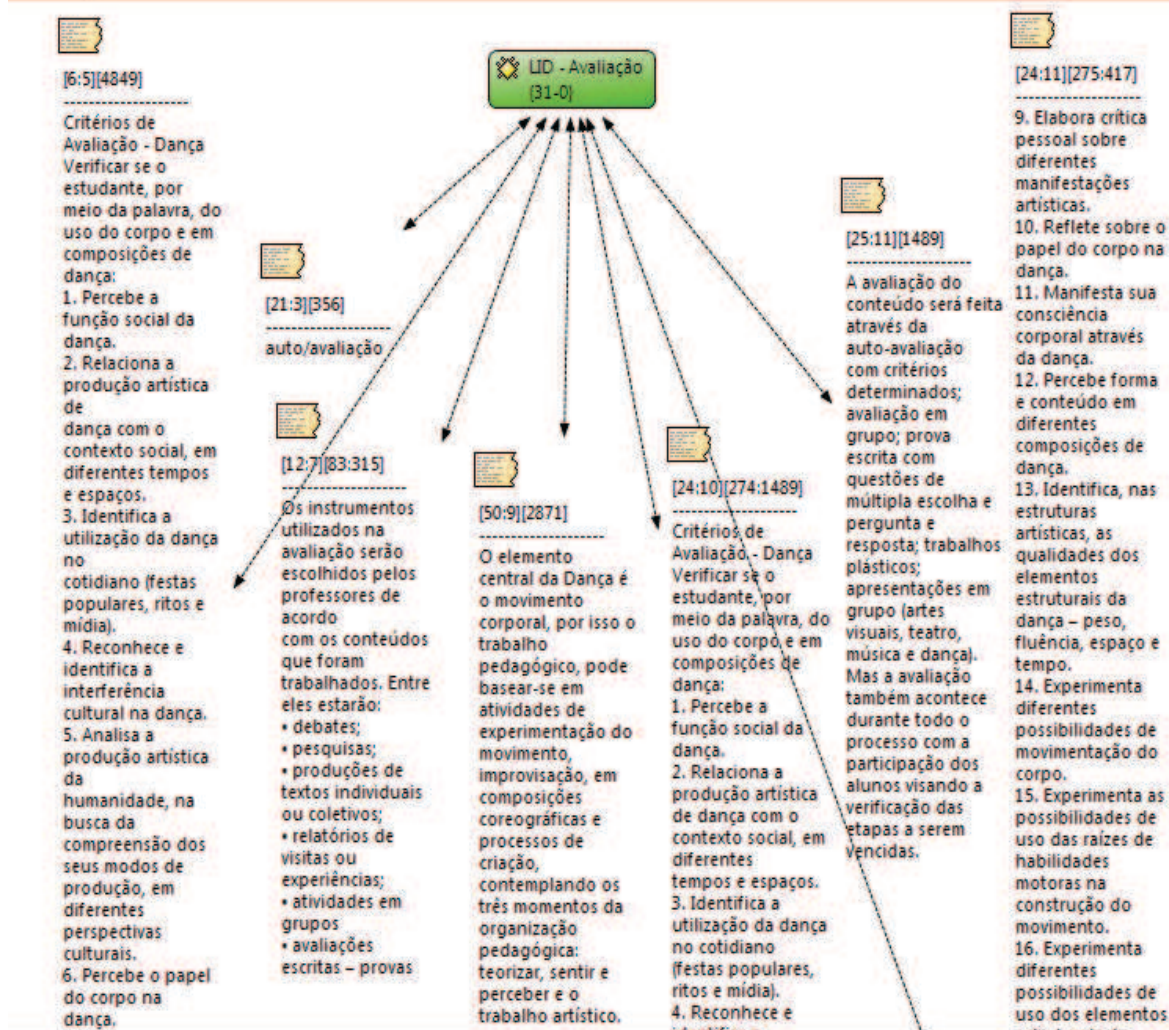 LID - Avaliação
{31-0}
[6:5][4849]
--------------------
Critérios de
Avaliação - Dança
Verificar se o
estudante, por
meio da palavra, do
uso do corpo e em
composições de
dança:
1. Percebe a
função social da
dança.
2. Relaciona a
produção artística
de
dança com o
contexto social, em
diferentes tempos
e espaços.
3. Identifica a
utilização da dança
no
cotidiano (festas
populares, ritos e
mídia).
4. Reconhece e
identifica a
interferência
cultural na dança.
5. Analisa a
produção artística
da
humanidade, na
busca da
compreensão dos
seus modos de
produção, em
diferentes
perspectivas
culturais.
6. Percebe o papel
do corpo na
dança.
[21:3][356]
--------------------
auto/avaliação
[12:7][83:315]
--------------------
Os instrumentos
utilizados na
avaliação serão
escolhidos pelos
professores de
acordo
com os conteúdos
que foram
trabalhados. Entre
eles estarão:
• debates;
• pesquisas;
• produções de
textos individuais
ou coletivos;
• relatórios de
visitas ou
experiências;
• atividades em
grupos
• avaliações
escritas – provas
[50:9][2871]
--------------------
O elemento
central da Dança é
o movimento
corporal, por isso o
trabalho
pedagógico, pode
basear-se em
atividades de
experimentação do
movimento,
improvisação, em
composições
coreográficas e
processos de
criação,
contemplando os
três momentos da
organização
pedagógica:
teorizar, sentir e
perceber e o
trabalho artístico.
[24:10][274:1489]
--------------------
Critérios de
Avaliação - Dança
Verificar se o
estudante, por
meio da palavra, do
uso do corpo e em
composições de
dança:
1. Percebe a
função social da
dança.
2. Relaciona a
produção artística
de dança com o
contexto social, em
diferentes
tempos e espaços.
3. Identifica a
utilização da dança
no cotidiano
(festas populares,
ritos e mídia).
4. Reconhece e
[25:11][1489]
--------------------
A avaliação do
conteúdo será feita
através da
auto-avaliação
com critérios
determinados;
avaliação em
grupo; prova
escrita com
questões de
múltipla escolha e
pergunta e
resposta; trabalhos
plásticos;
apresentações em
grupo (artes
visuais, teatro,
música e dança).
Mas a avaliação
também acontece
durante todo o
processo com a
participação dos
alunos visando a
verificação das
etapas a serem
vencidas.
[24:11][275:417]
--------------------
9. Elabora crítica
pessoal sobre
diferentes
manifestações
artísticas.
10. Reflete sobre o
papel do corpo na
dança.
11. Manifesta sua
consciência
corporal através
da dança.
12. Percebe forma
e conteúdo em
diferentes
composições de
dança.
13. Identifica, nas
estruturas
artísticas, as
qualidades dos
elementos
estruturais da
dança – peso,
fluência, espaço e
tempo.
14. Experimenta
diferentes
possibilidades de
movimentação do
corpo.
15. Experimenta as
possibilidades de
uso das raízes de
habilidades
motoras na
construção do
movimento.
16. Experimenta
diferentes
possibilidades de
uso dos elementos